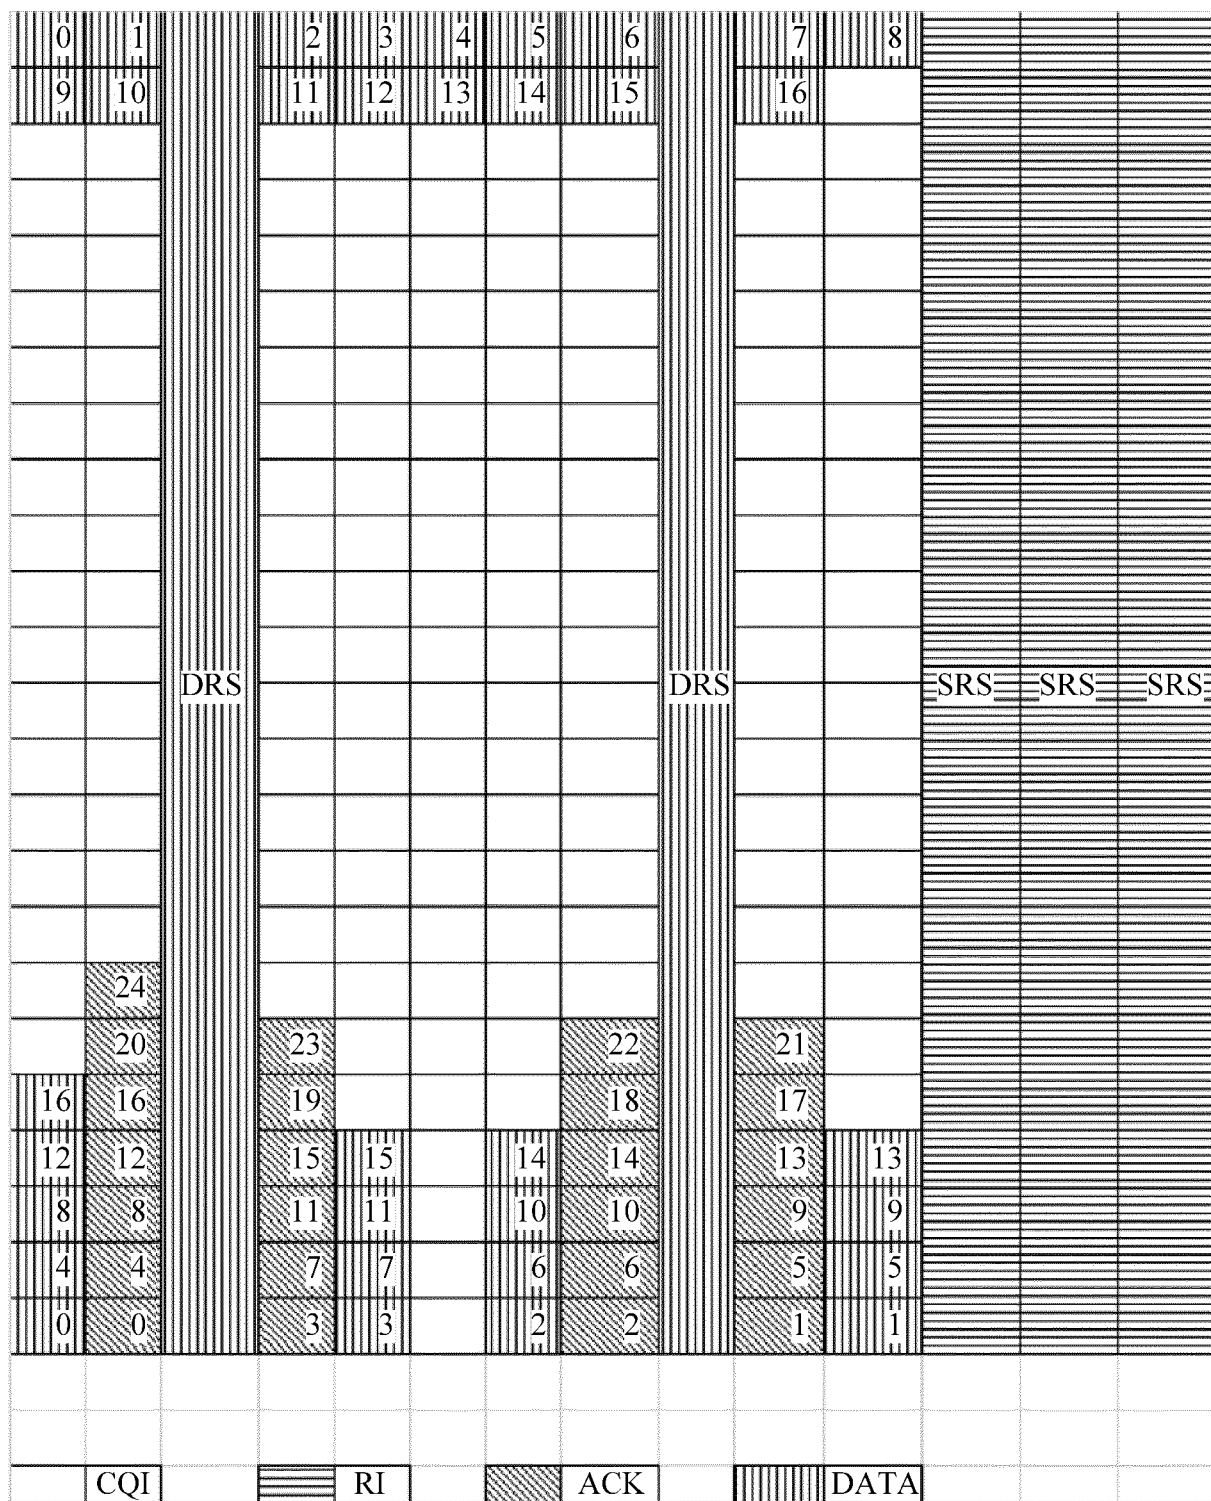 0 1 2 3 4 5 6 7 8
9 10 11 12 13 14 15 16
DRS DRS SRS SRS SRS
24
20 23 22 21
16 16 19 18 17
12 12 15 15 14 14 13 13
8 8 11 11 10 10 9 9
4 4 7 7 6 6 5 5
0 0 3 3 2 2 1 1
CQI RI ACK DATA